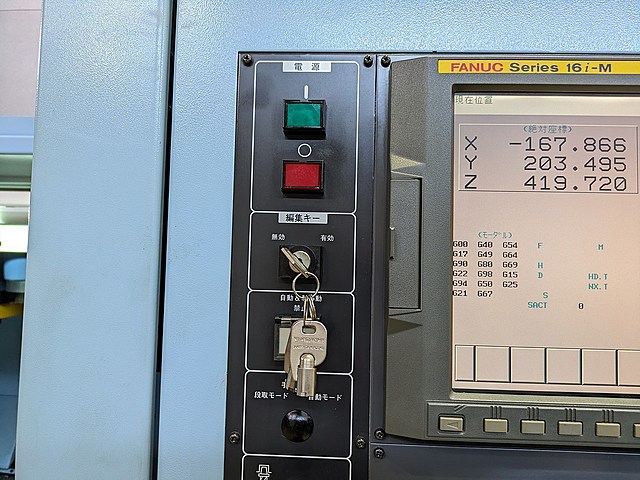 電源
FANUC Series 16i-M
現在位置
(絶対座標)
X -167.866
Y 203.495
Z 419.720
編集キー
無効 有効
(モーダル)
G00 G40 G54 F M
G17 G49 G64
G90 G80 G69 H
G22 G98 G15 D HD.T
G94 G50 G25 NX.T
G21 G67 S
SACT 0
段取モード 自動モード